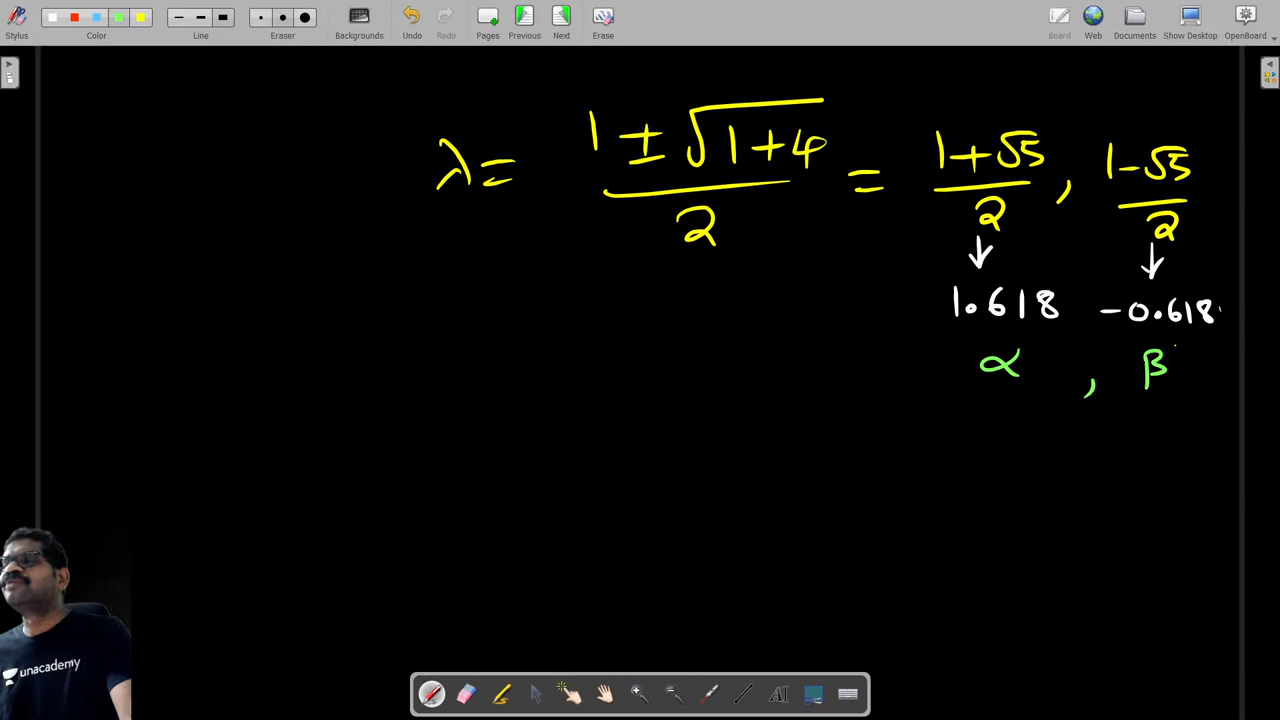 Stylus Color Line Eraser Backgrounds Undo Redo Pages Previous Next Erase Board Web Documents Show Desktop OpenBoard
λ = (1 ± √(1+4))/2 = (1+√5)/2 , (1-√5)/2
↓ ↓
1.618 -0.618
α , β
unacademy